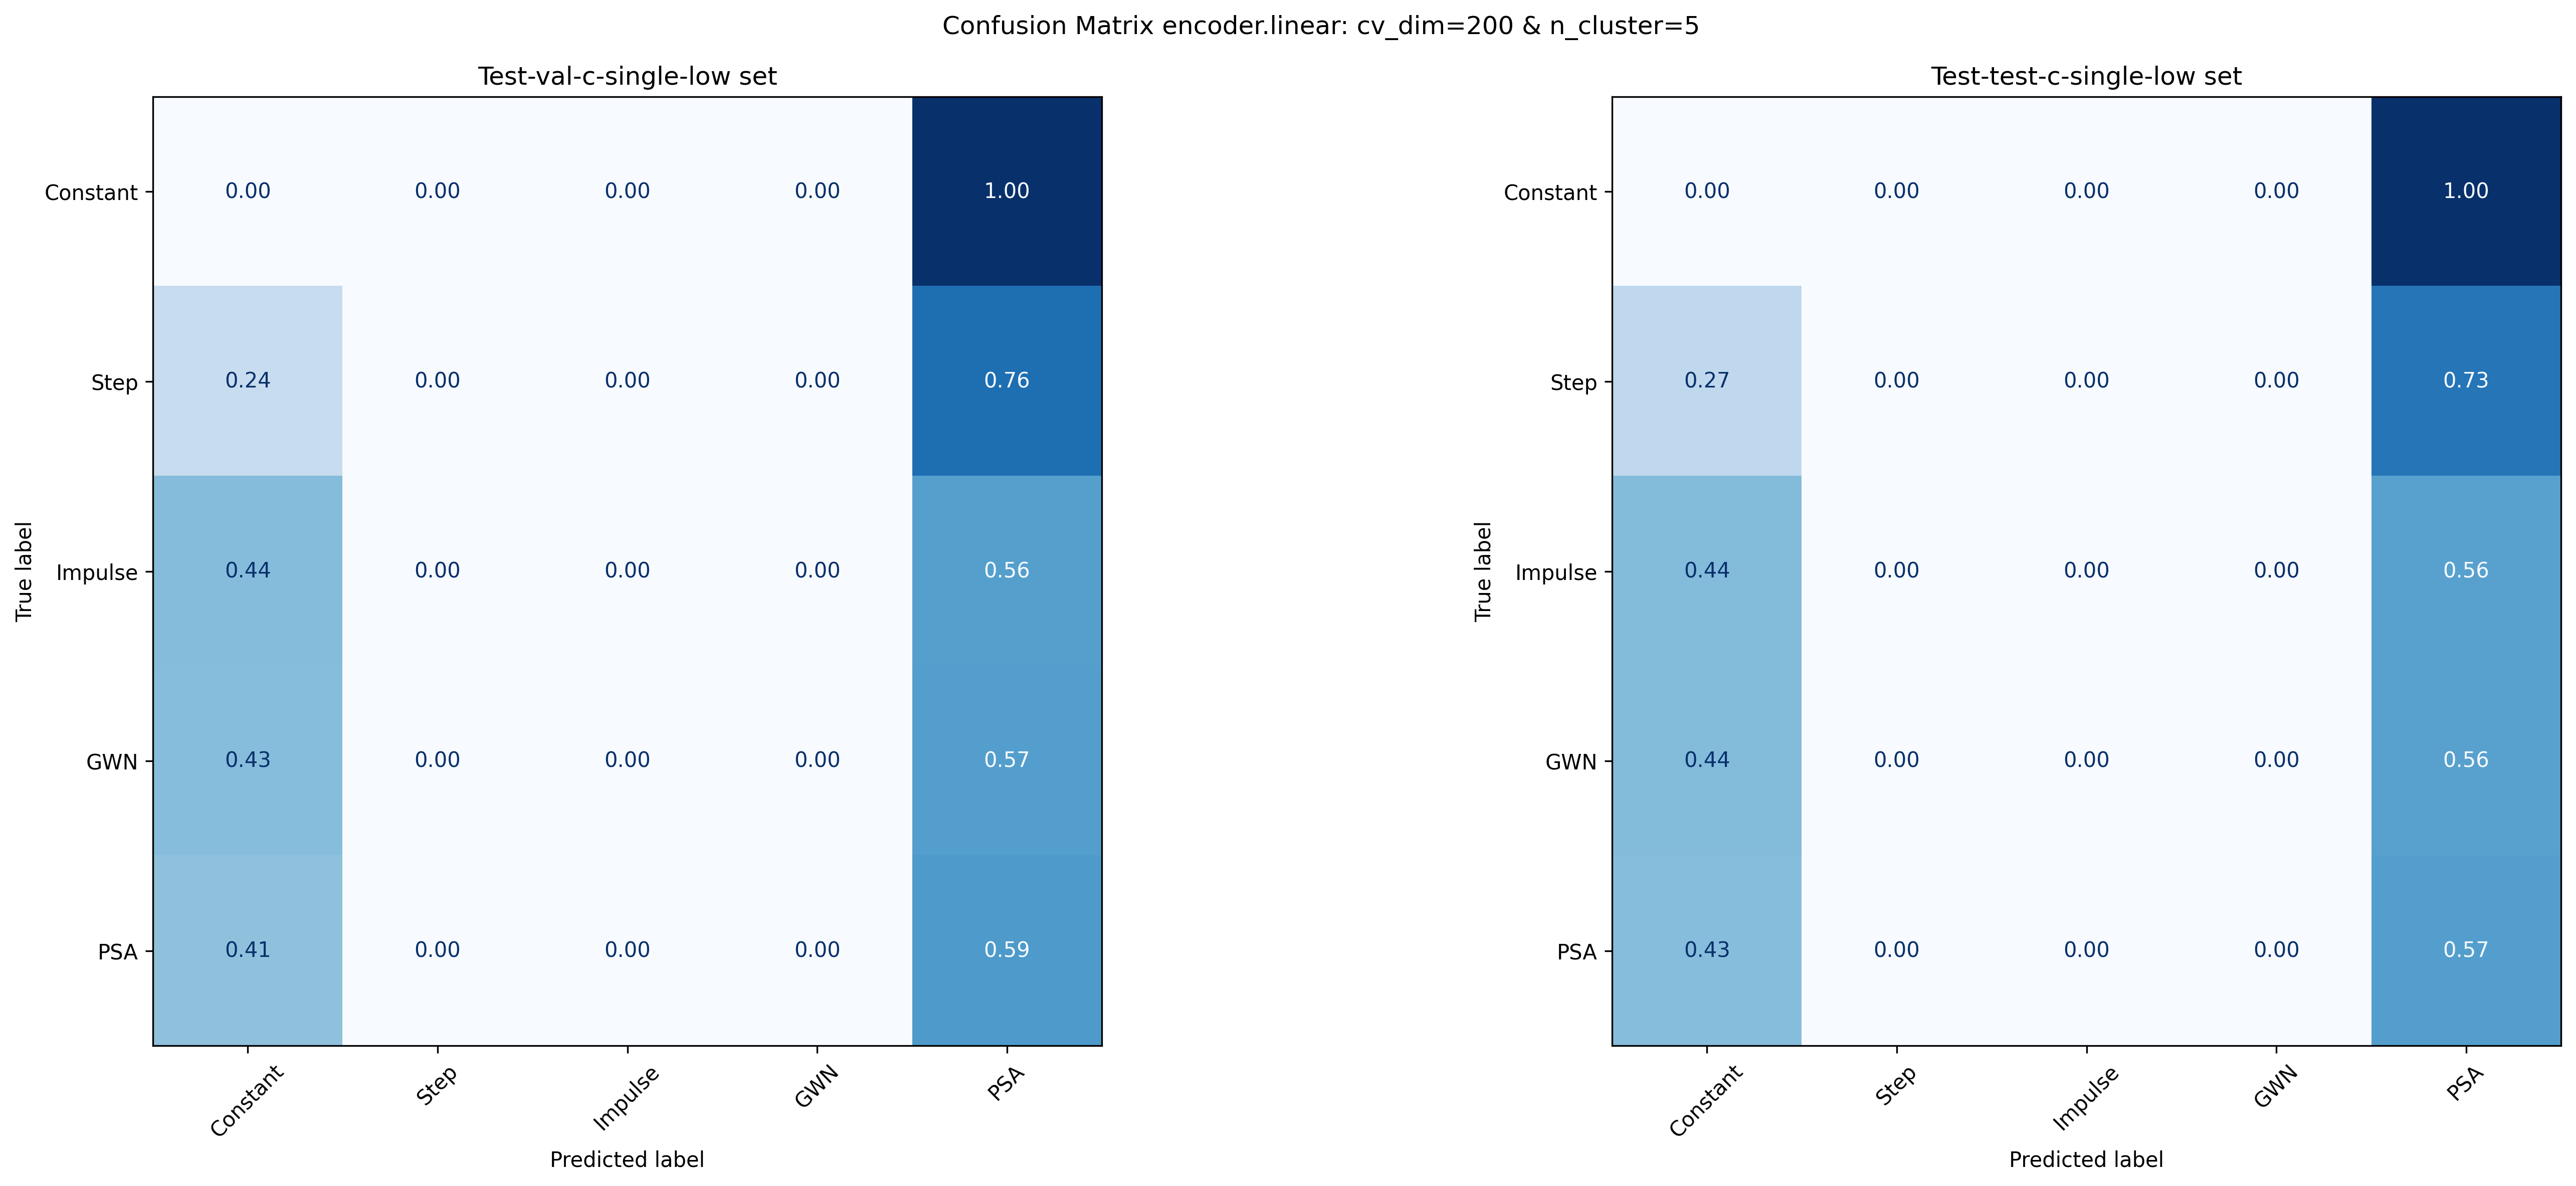 Confusion Matrix encoder.linear: cv_dim=200 & n_cluster=5
Test-val-c-single-low set
True label
Constant 0.00 0.00 0.00 0.00 1.00
Step 0.24 0.00 0.00 0.00 0.76
Impulse 0.44 0.00 0.00 0.00 0.56
GWN 0.43 0.00 0.00 0.00 0.57
PSA 0.41 0.00 0.00 0.00 0.59
Constant Step Impulse GWN PSA
Predicted label
Test-test-c-single-low set
True label
Constant 0.00 0.00 0.00 0.00 1.00
Step 0.27 0.00 0.00 0.00 0.73
Impulse 0.44 0.00 0.00 0.00 0.56
GWN 0.44 0.00 0.00 0.00 0.56
PSA 0.43 0.00 0.00 0.00 0.57
Constant Step Impulse GWN PSA
Predicted label